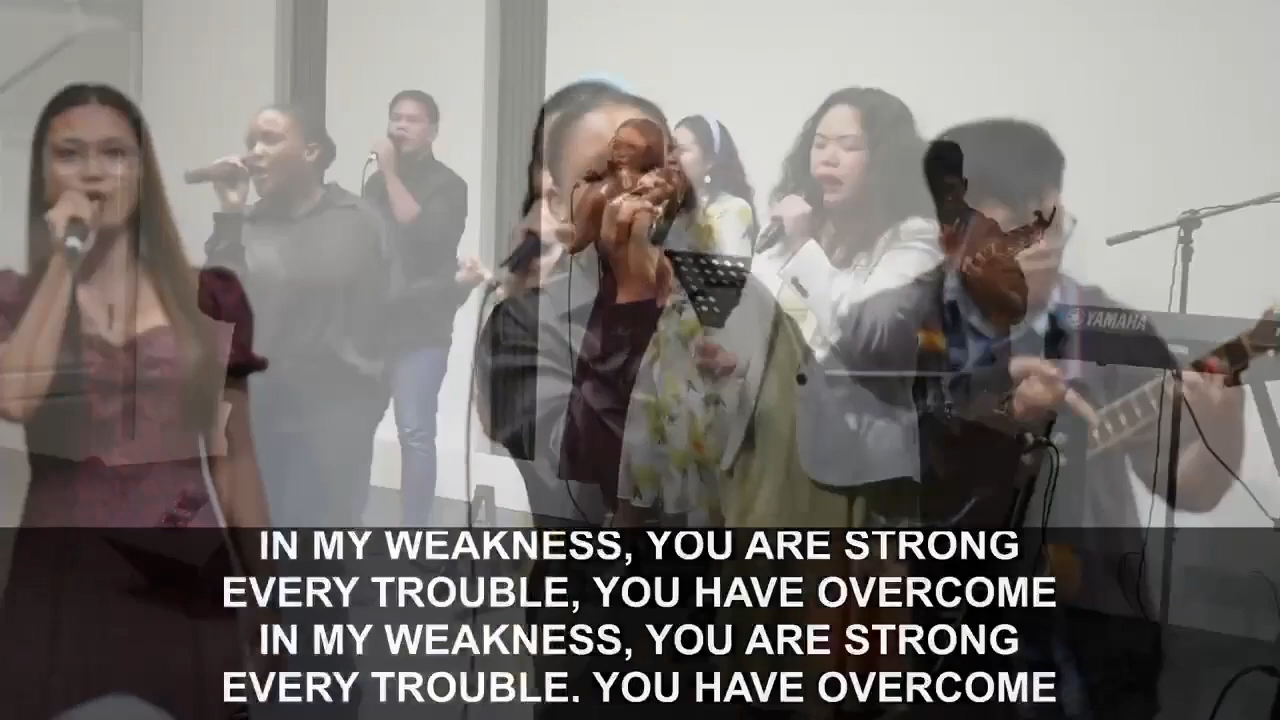 YAMAHA
IN MY WEAKNESS, YOU ARE STRONG
EVERY TROUBLE, YOU HAVE OVERCOME
IN MY WEAKNESS, YOU ARE STRONG
EVERY TROUBLE. YOU HAVE OVERCOME